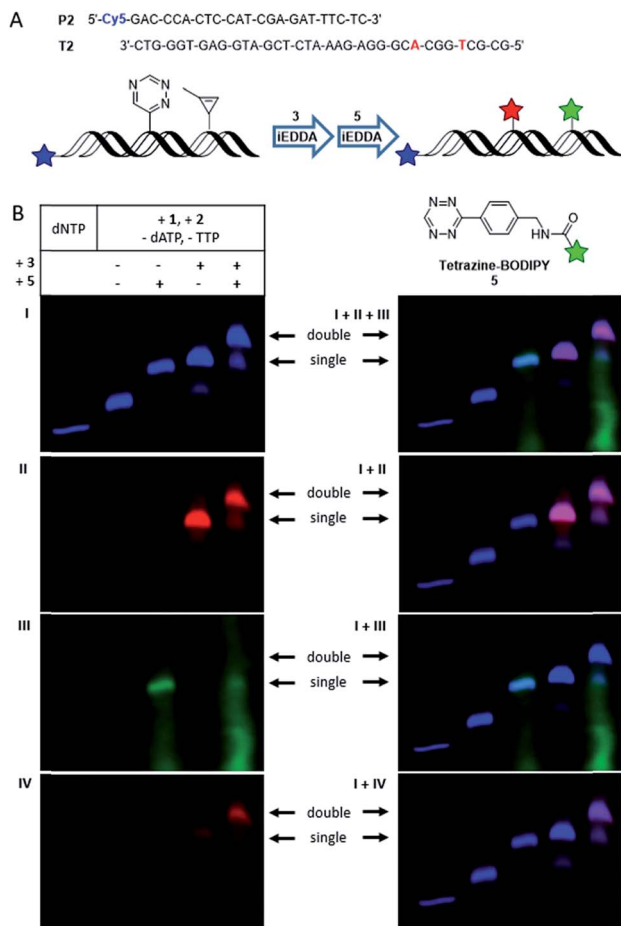 A
P2 5'-Cy5-GAC-CCA-CTC-CAT-CGA-GAT-TTC-TC-3'
T2 3'-CTG-GGT-GAG-GTA-GCT-CTA-AAG-AGG-GCA-CGG-TCG-CG-5'
N N N
3 5
iEDDA iEDDA
B
dNTP + 1, + 2
- dATP, - TTP
+ 3 - - + +
+ 5 - + - +
N N N N HN O
Tetrazine-BODIPY
5
I I + II + III
double
single
II I + II
double
single
III I + III
double
single
IV I + IV
double
single